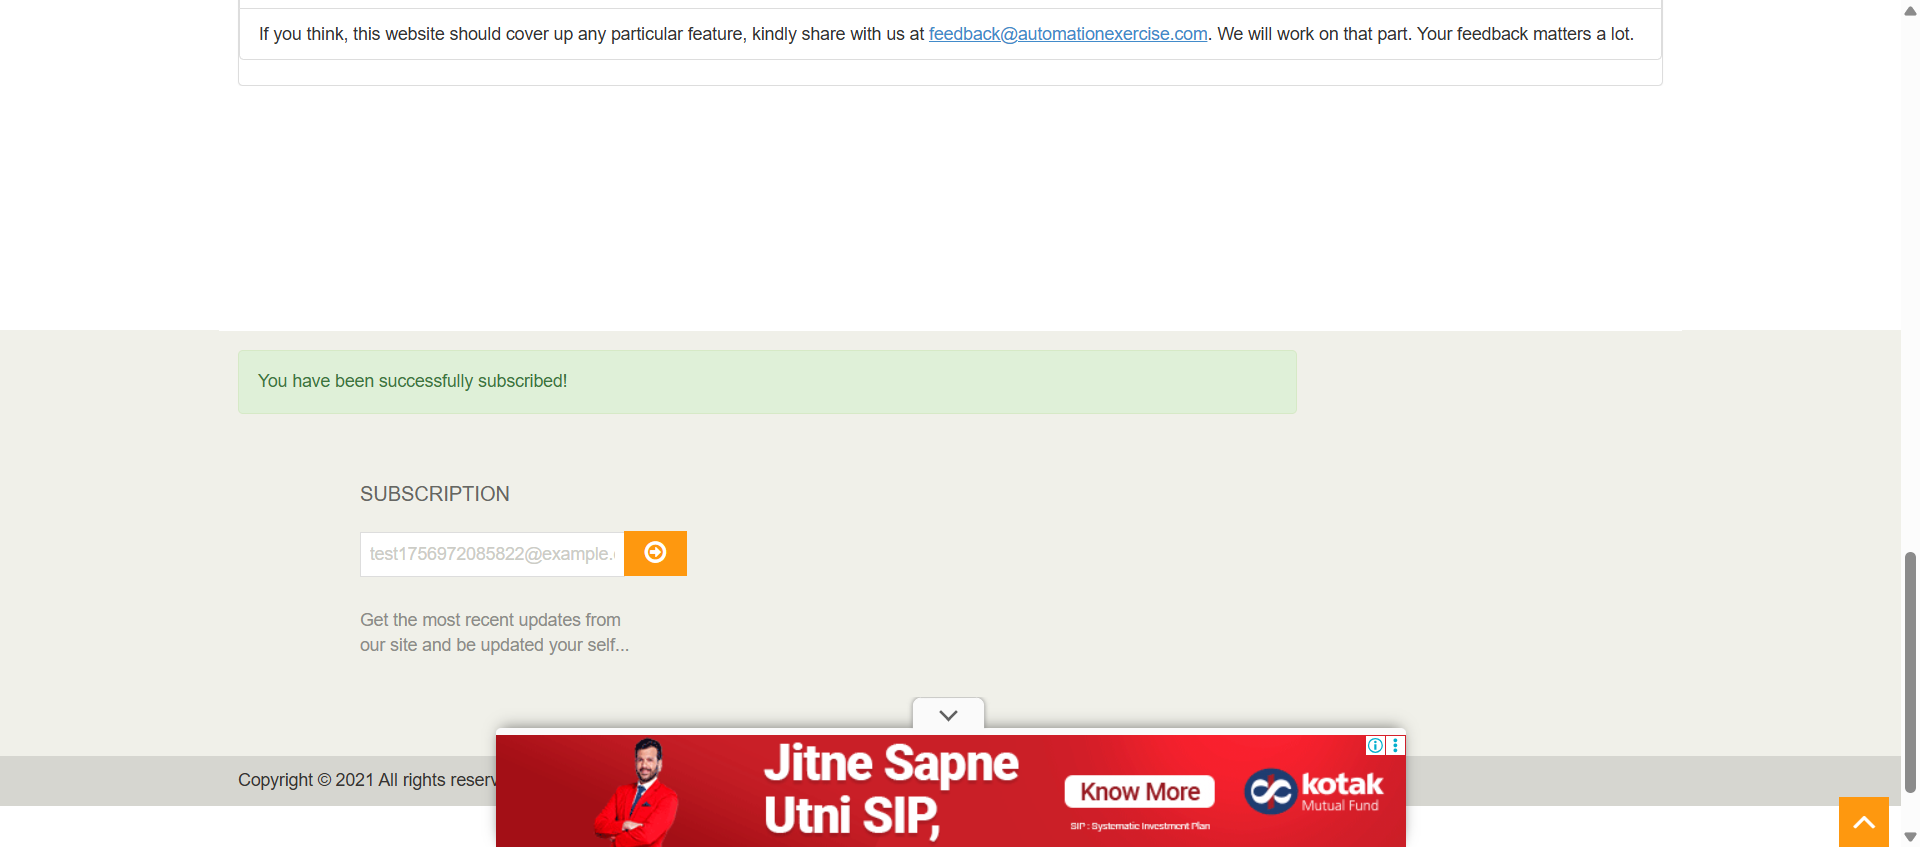 If you think, this website should cover up any particular feature, kindly share with us at feedback@automationexercise.com. We will work on that part. Your feedback matters a lot.
You have been successfully subscribed!
SUBSCRIPTION
test1756972085822@example.
Get the most recent updates from
our site and be updated your self...
Copyright © 2021 All rights reserv
Jitne Sapne
Utni SIP,
Know More
SIP : Systematic Investment Plan
kotak
Mutual Fund